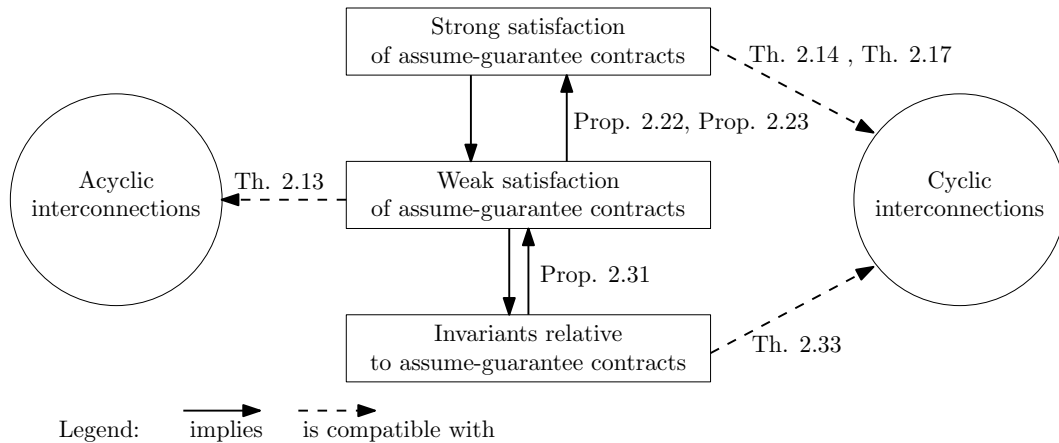 Strong satisfaction
of assume-guarantee contracts
Th. 2.14 , Th. 2.17
Prop. 2.22, Prop. 2.23
Acyclic
interconnections
Th. 2.13
Weak satisfaction
of assume-guarantee contracts
Cyclic
interconnections
Prop. 2.31
Invariants relative
to assume-guarantee contracts
Th. 2.33
Legend: implies is compatible with